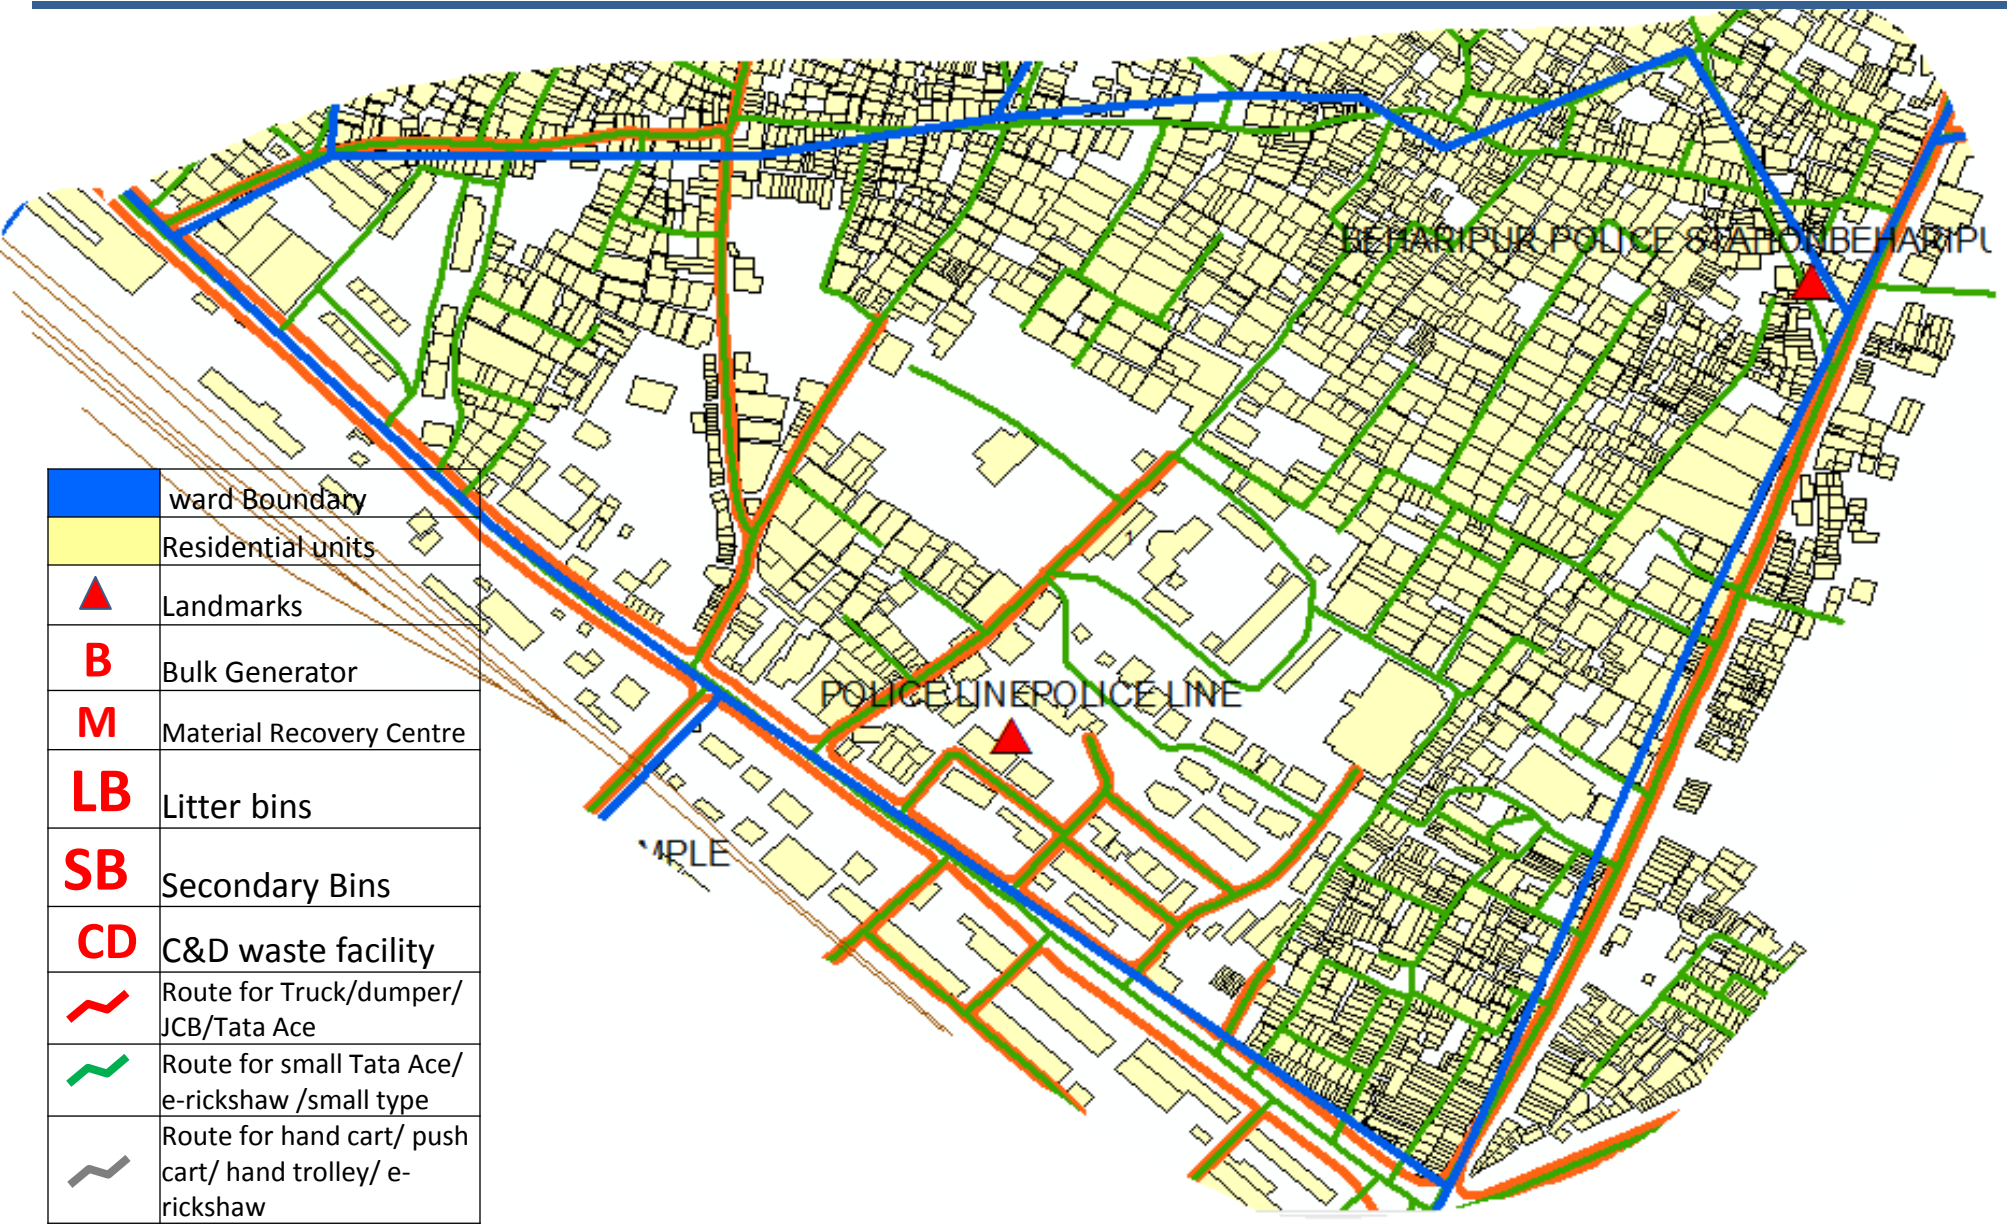 BEHARIPUR POLICE STATIONBEHARIPU
1
POLICE LINEPOLICE LINE
MPLE
ward Boundary
Residential units
Landmarks
B Bulk Generator
M Material Recovery Centre
LB Litter bins
SB Secondary Bins
CD C&D waste facility
Route for Truck/dumper/
JCB/Tata Ace
Route for small Tata Ace/
e-rickshaw /small type
Route for hand cart/ push
cart/ hand trolley/ e-
rickshaw